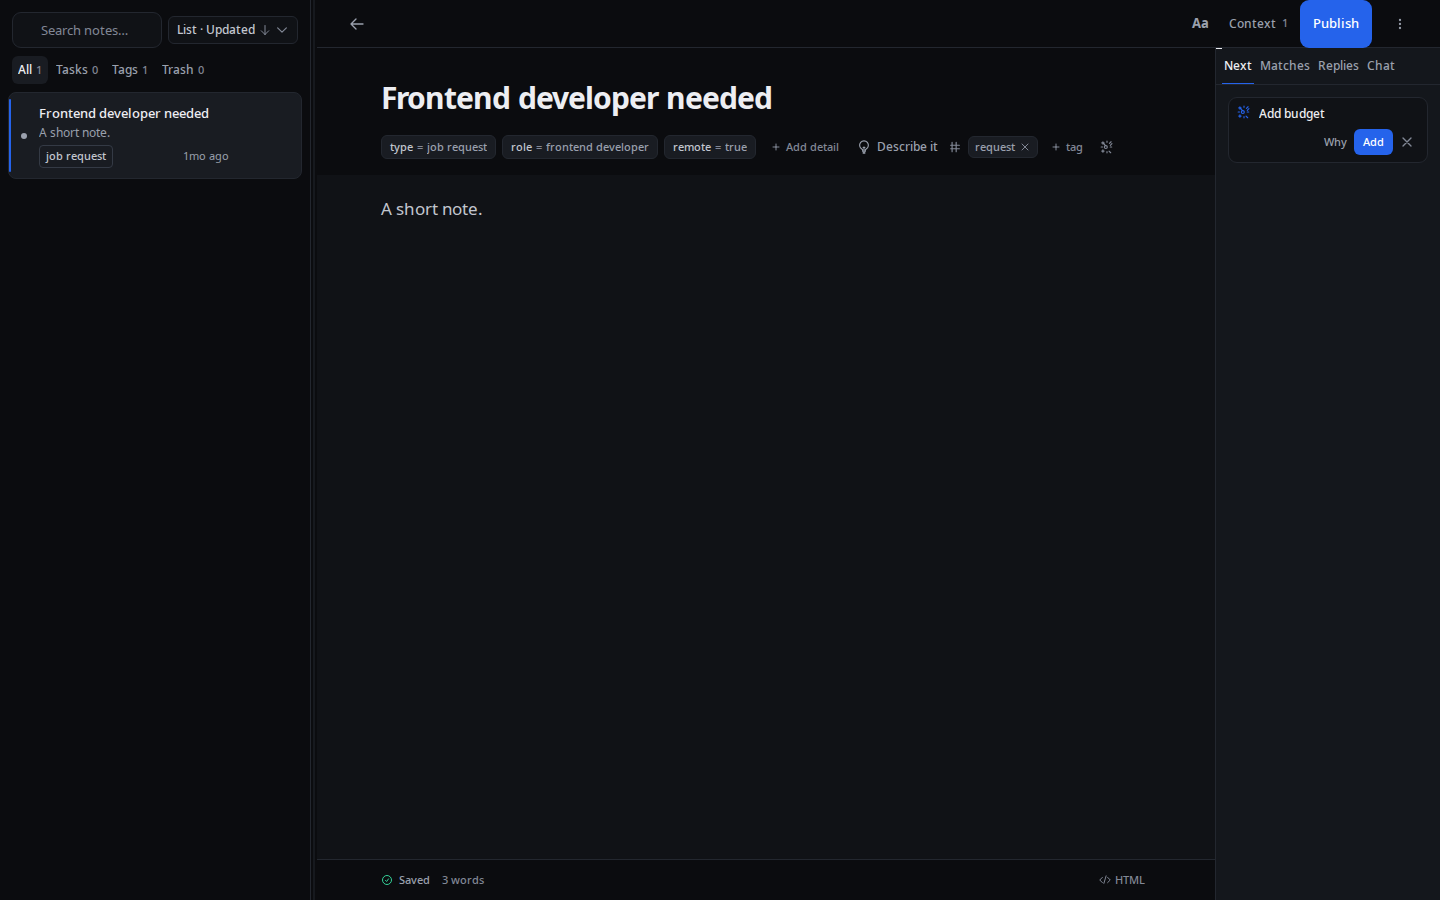 Search notes...
List · Updated
All 1
Tasks 0
Tags 1
Trash 0
Frontend developer needed
A short note.
job request
1mo ago
Aa
Context 1
Publish
Frontend developer needed
type = job request
role = frontend developer
remote = true
+ Add detail
Describe it
#
request
+ tag
A short note.
Saved
3 words
</> HTML
Next
Matches
Replies
Chat
Add budget
Why
Add